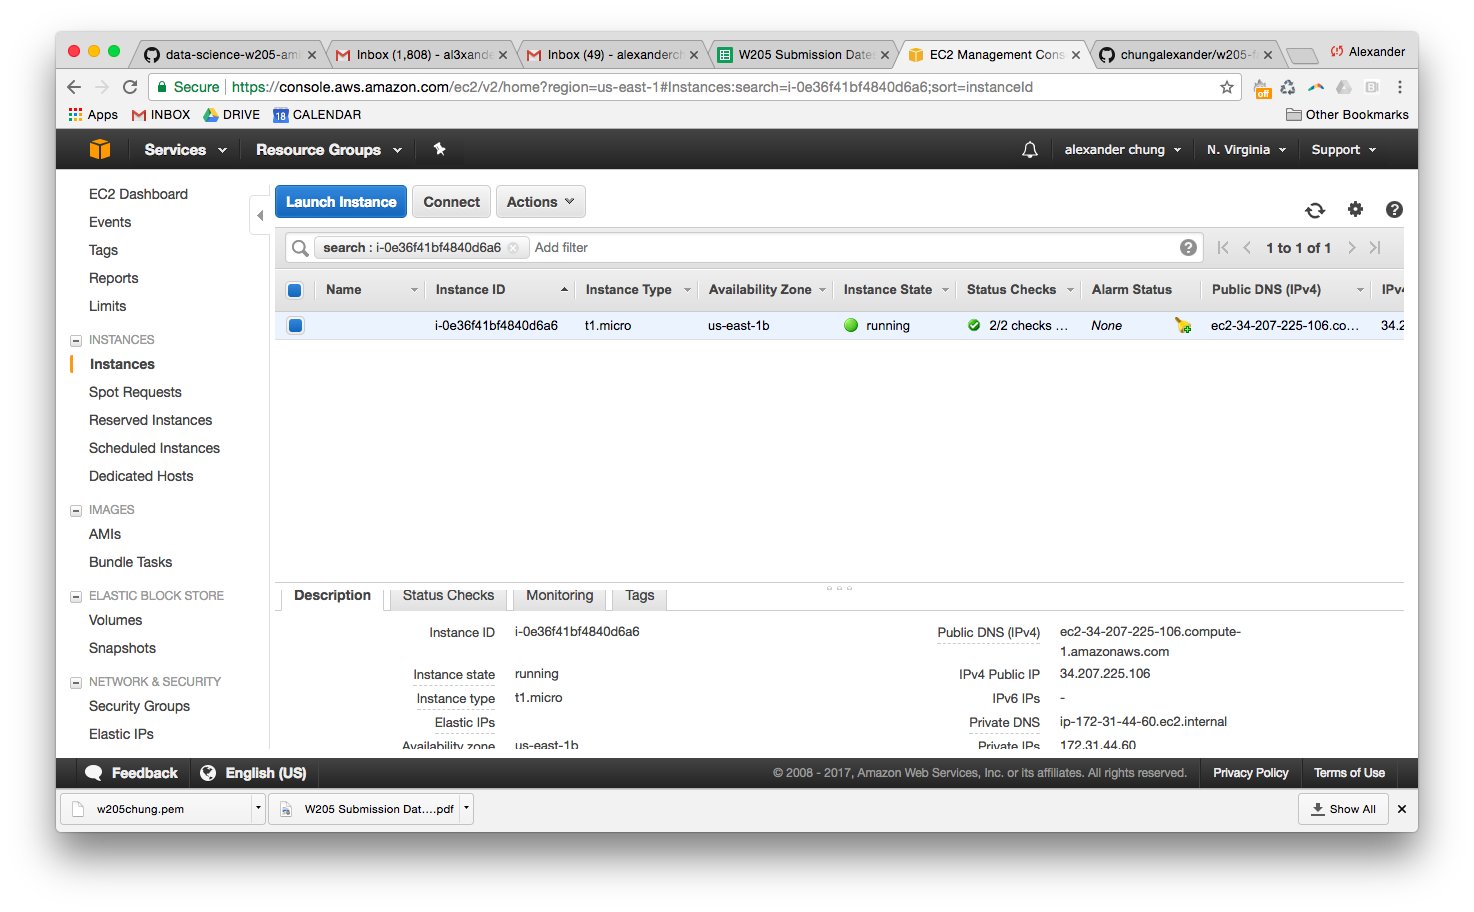 data-science-w205-ami
Inbox (1,808) - al3xande
Inbox (49) - alexanderch
W205 Submission Date
EC2 Management Cons
chungalexander/w205-f
Alexander
Secure https://console.aws.amazon.com/ec2/v2/home?region=us-east-1#Instances:search=i-0e36f41bf4840d6a6;sort=instanceId
off
Apps INBOX DRIVE 18 CALENDAR Other Bookmarks
Services Resource Groups alexander chung N. Virginia Support
EC2 Dashboard
Events
Tags
Reports
Limits
INSTANCES
Instances
Spot Requests
Reserved Instances
Scheduled Instances
Dedicated Hosts
IMAGES
AMIs
Bundle Tasks
ELASTIC BLOCK STORE
Volumes
Snapshots
NETWORK & SECURITY
Security Groups
Elastic IPs
Launch Instance Connect Actions
search : i-0e36f41bf4840d6a6 Add filter 1 to 1 of 1
Name Instance ID Instance Type Availability Zone Instance State Status Checks Alarm Status Public DNS (IPv4) IPv4
i-0e36f41bf4840d6a6 t1.micro us-east-1b running 2/2 checks ... None ec2-34-207-225-106.co... 34.2
Description Status Checks Monitoring Tags
Instance ID i-0e36f41bf4840d6a6
Instance state running
Instance type t1.micro
Elastic IPs
Availability zone us-east-1b
Public DNS (IPv4) ec2-34-207-225-106.compute-
1.amazonaws.com
IPv4 Public IP 34.207.225.106
IPv6 IPs -
Private DNS ip-172-31-44-60.ec2.internal
Private IPs 172.31.44.60
Feedback English (US) © 2008 - 2017, Amazon Web Services, Inc. or its affiliates. All rights reserved. Privacy Policy Terms of Use
w205chung.pem W205 Submission Dat....pdf Show All